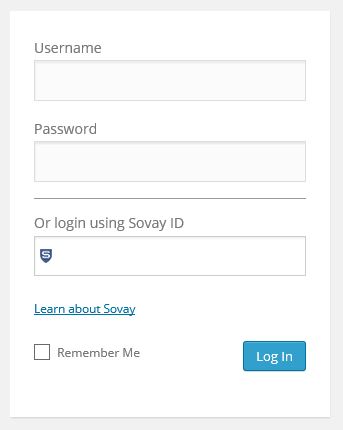 Username
Password
Or login using Sovay ID
S
Learn about Sovay
Remember Me
Log In